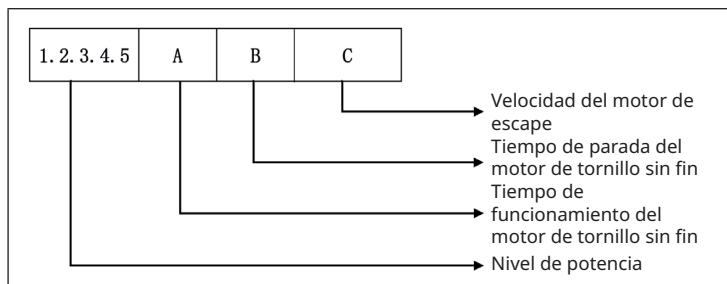 1.2.3.4.5 A B C
Velocidad del motor de
escape
Tiempo de parada del
motor de tornillo sin fin
Tiempo de
funcionamiento del
motor de tornillo sin fin
Nivel de potencia